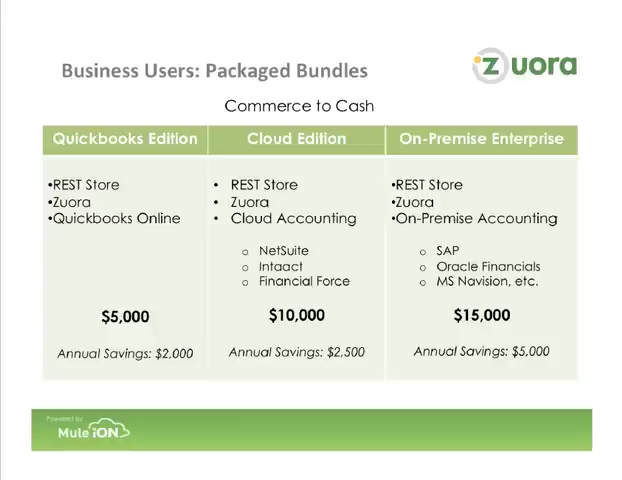 Business Users: Packaged Bundles
zuora
Commerce to Cash
Quickbooks Edition
•REST Store
•Zuora
•Quickbooks Online
$5,000
Annual Savings: $2,000
Cloud Edition
• REST Store
• Zuora
• Cloud Accounting
o NetSuite
o Intaact
o Financial Force
$10,000
Annual Savings: $2,500
On-Premise Enterprise
•REST Store
•Zuora
•On-Premise Accounting
o SAP
o Oracle Financials
o MS Navision, etc.
$15,000
Annual Savings: $5,000
Powered by
Mule iON